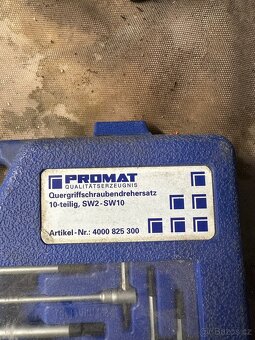 PROMAT
QUALITÄTSERZEUGNIS
Quergriffschraubendrehersatz
10-teilig, SW2-SW10
Artikel-Nr.: 4000 825 300